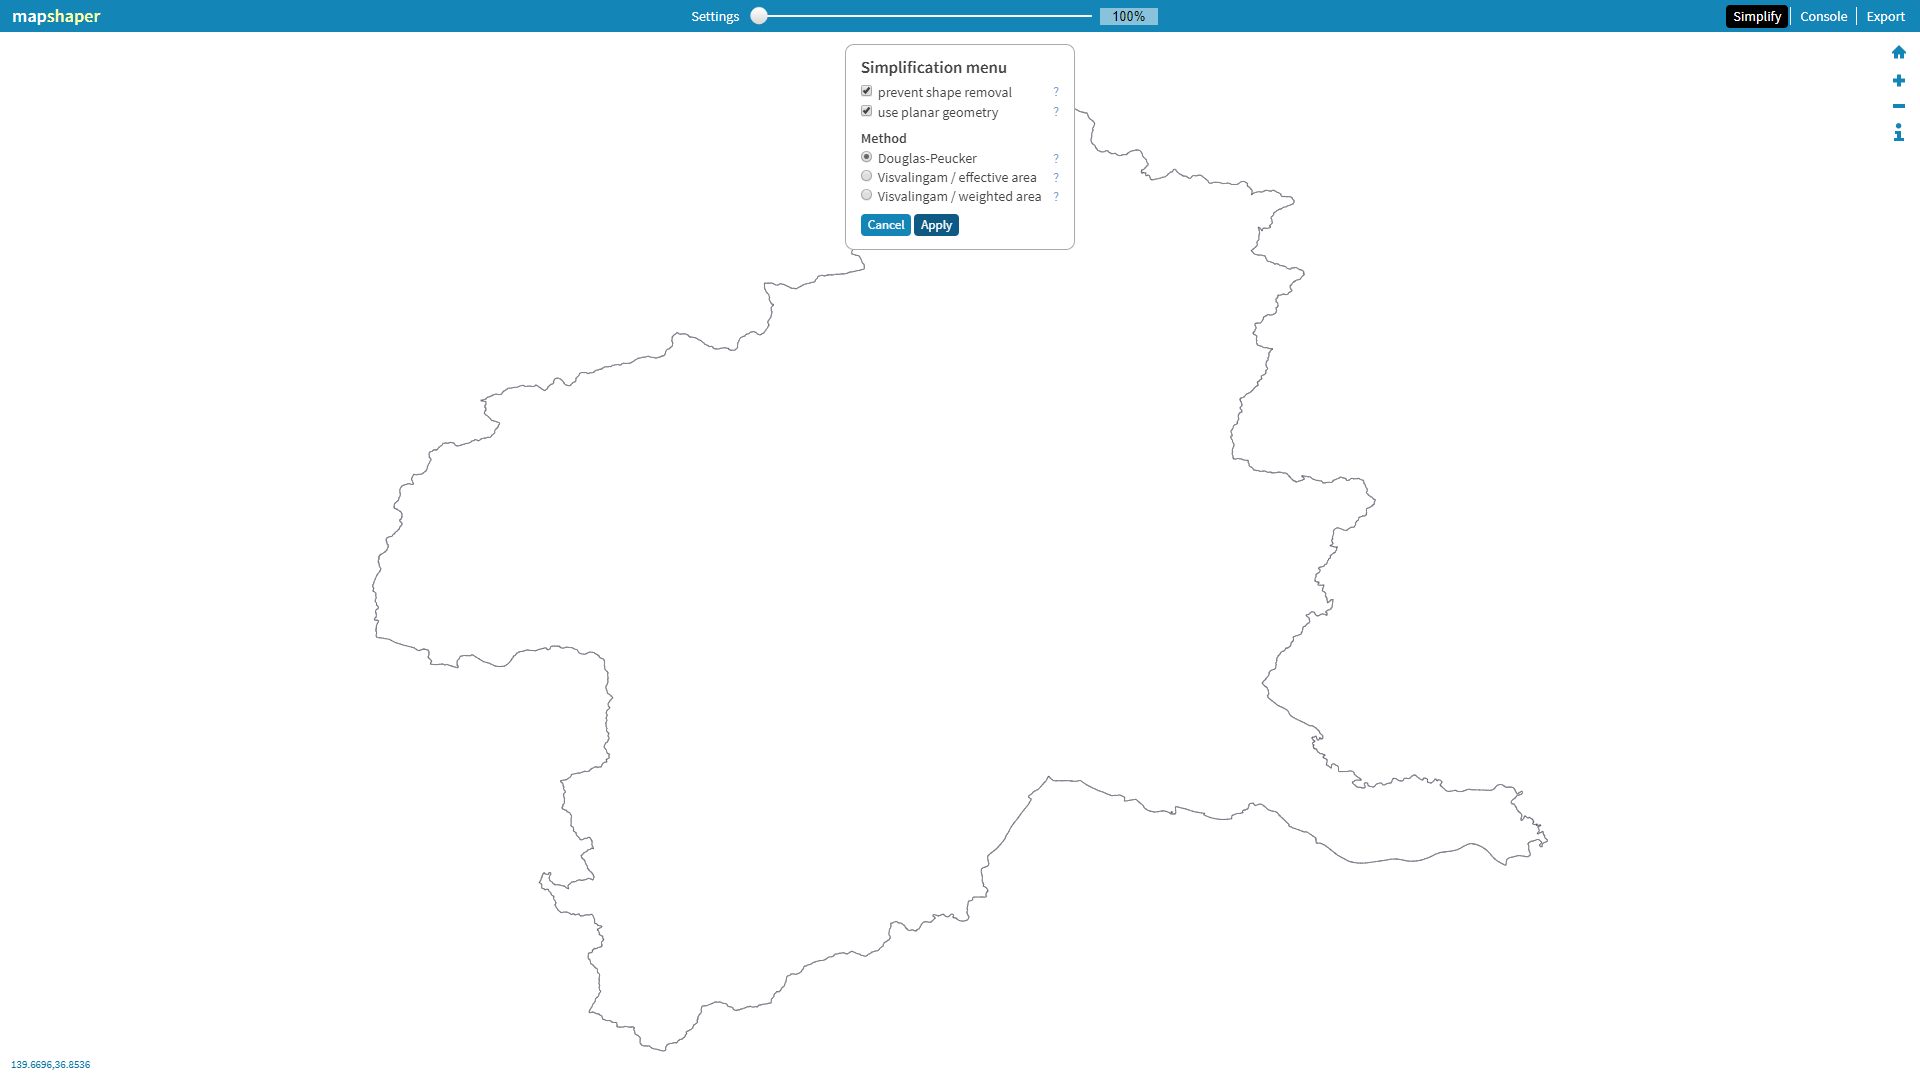 mapshaper
Settings
100%
Simplify
Console
Export
Simplification menu
prevent shape removal ?
use planar geometry ?
Method
Douglas-Peucker ?
Visvalingam / effective area ?
Visvalingam / weighted area ?
Cancel Apply
139.6696,36.8536